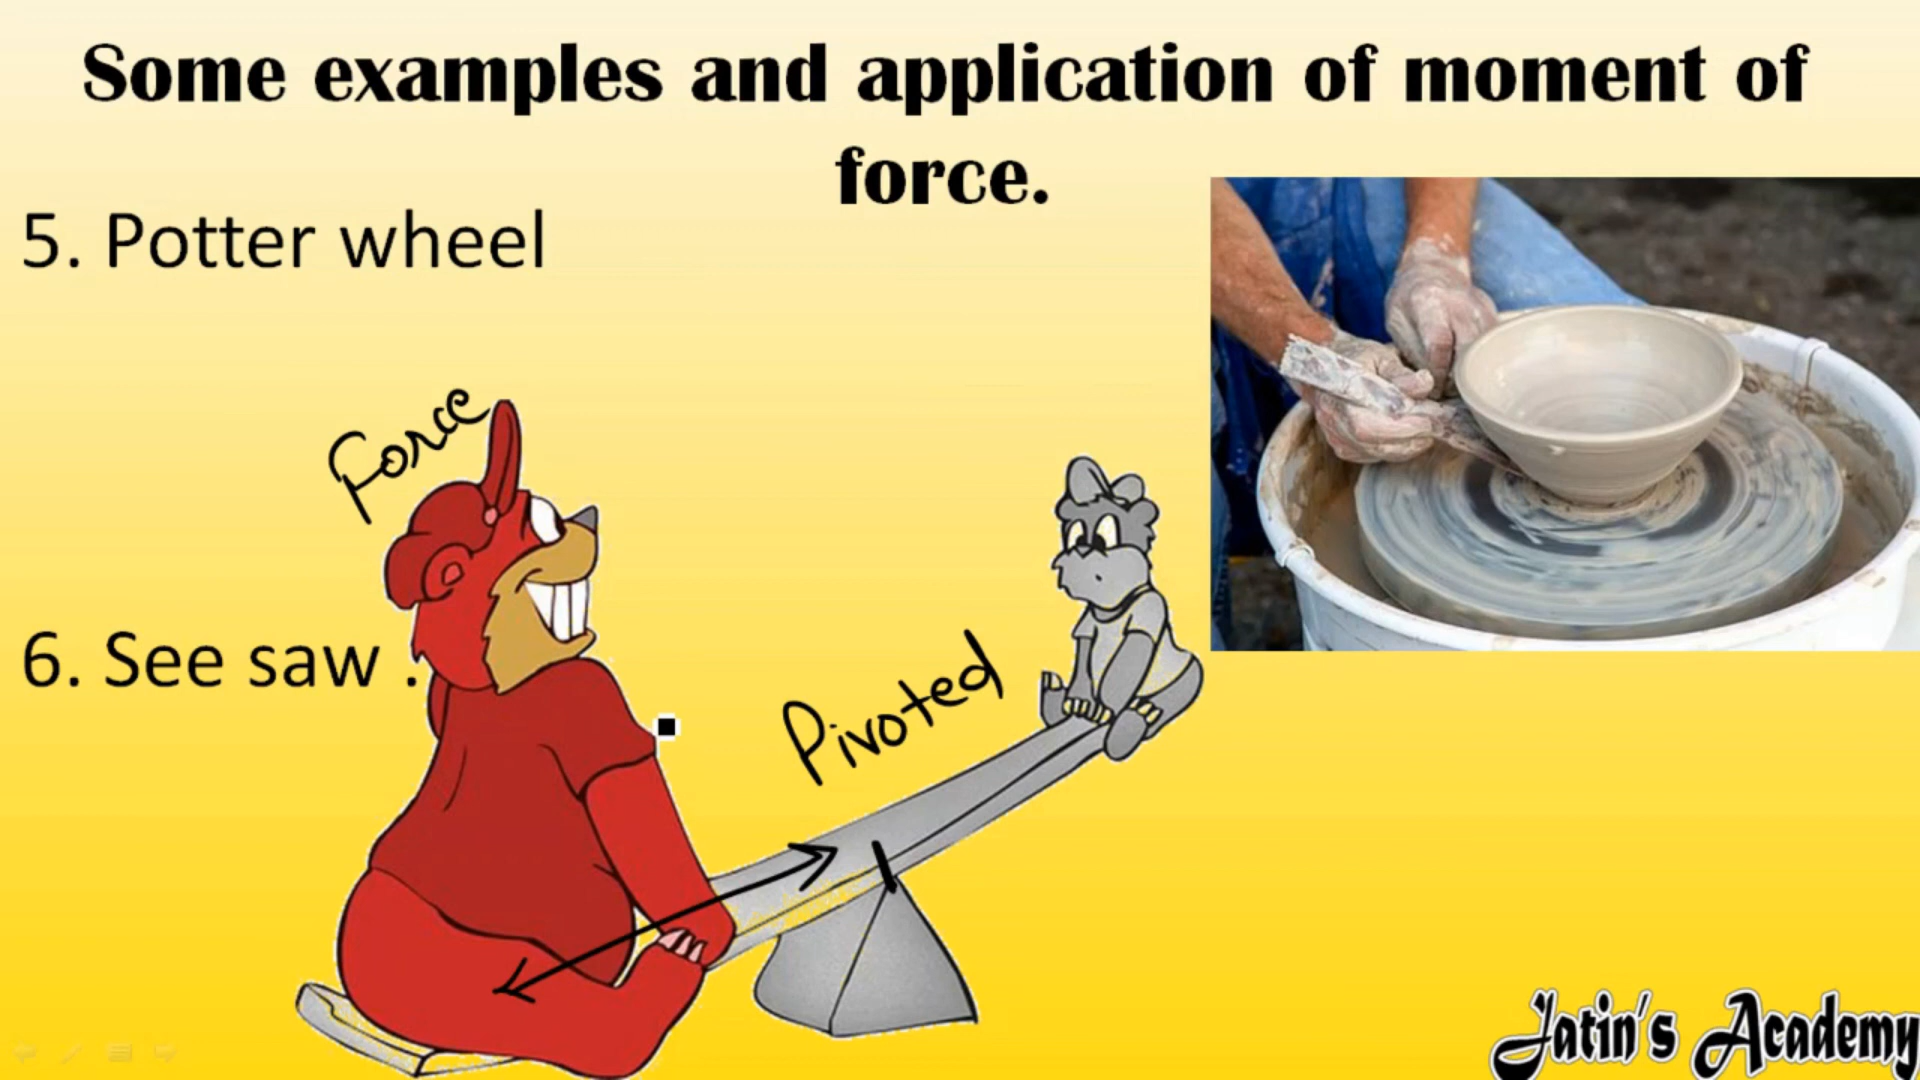 Some examples and application of moment of
force.
5. Potter wheel
Force
6. See saw .
Pivoted
Jatin's Academy